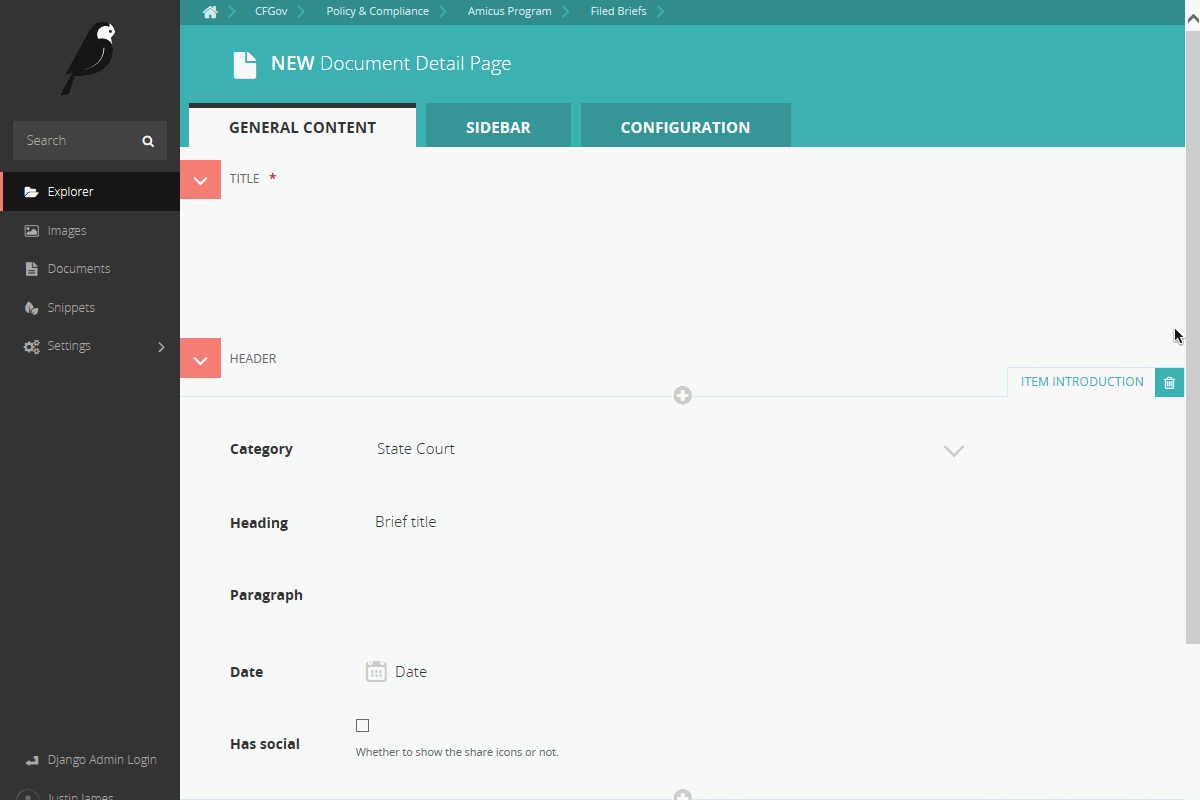 CFGov Policy & Compliance Amicus Program Filed Briefs
NEW Document Detail Page
GENERAL CONTENT SIDEBAR CONFIGURATION
Search
Explorer
Images
Documents
Snippets
Settings
Django Admin Login
Justin James
TITLE *
HEADER
ITEM INTRODUCTION
Category State Court
Heading Brief title
Paragraph
Date Date
Has social
Whether to show the share icons or not.